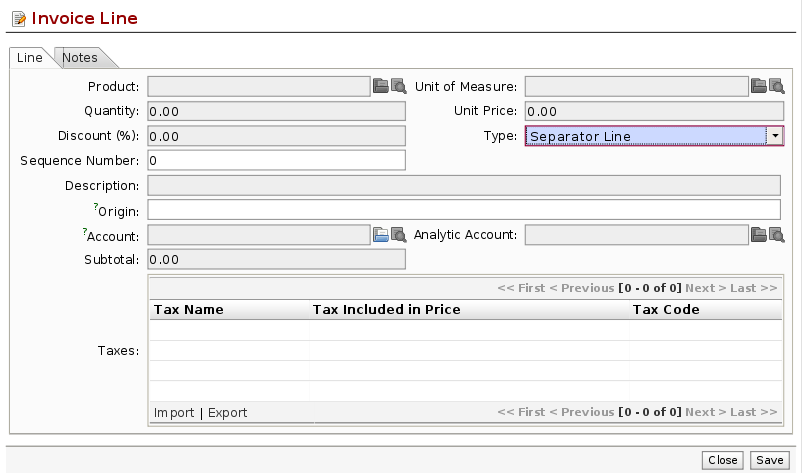 Invoice Line
Line Notes
Product: Unit of Measure:
Quantity: 0.00 Unit Price: 0.00
Discount (%): 0.00 Type: Separator Line
Sequence Number: 0
Description:
?Origin:
?Account: Analytic Account:
Subtotal: 0.00
<< First < Previous [0 - 0 of 0] Next > Last >>
Tax Name Tax Included in Price Tax Code
Taxes:
Import | Export << First < Previous [0 - 0 of 0] Next > Last >>
Close Save